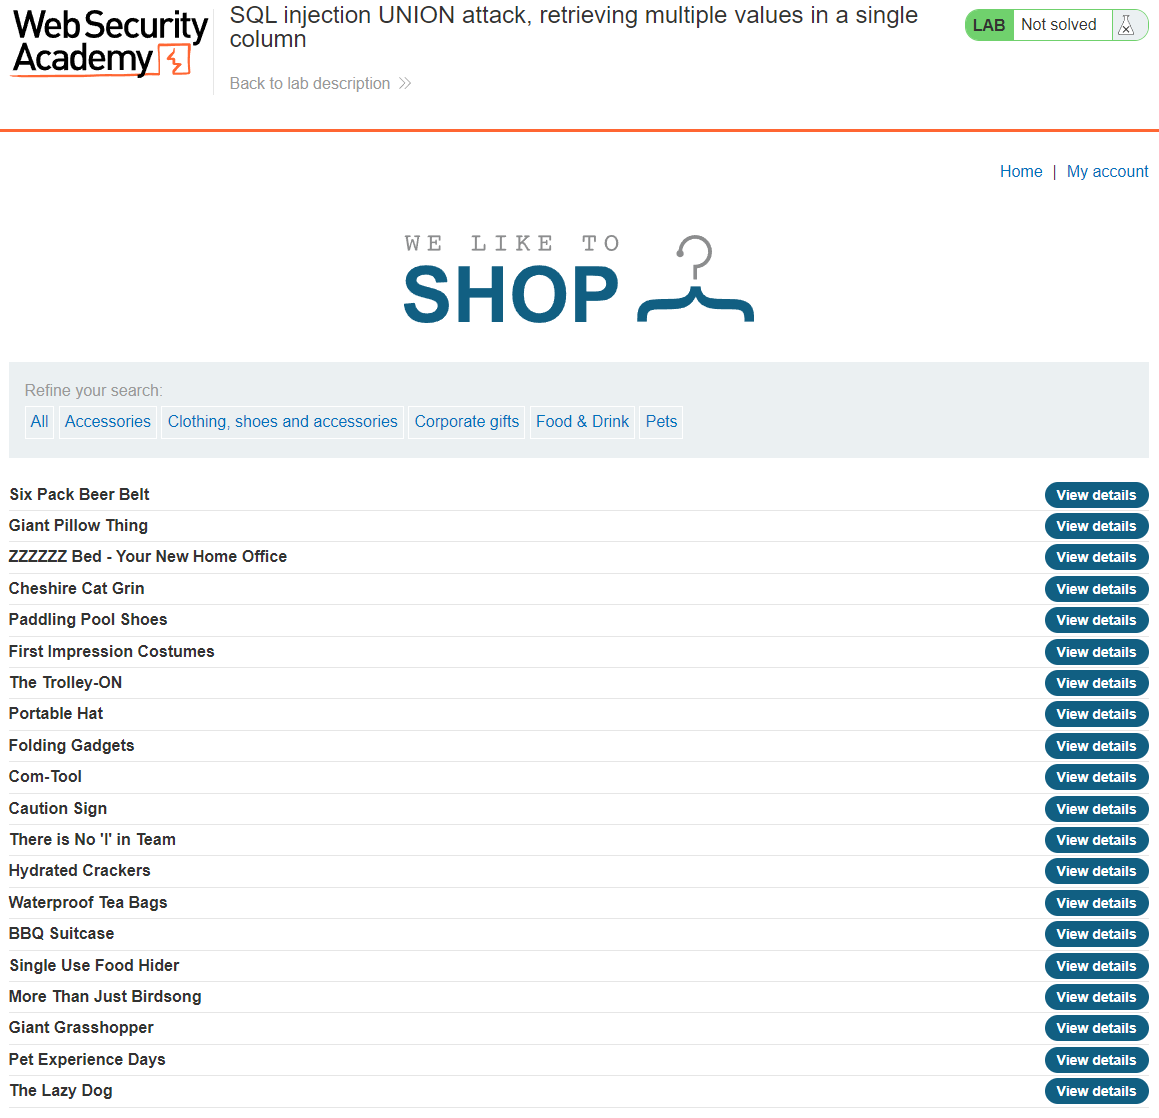 Web Security
Academy
SQL injection UNION attack, retrieving multiple values in a single
column
Back to lab description
LAB Not solved
Home | My account
WE LIKE TO
SHOP
Refine your search:
All Accessories Clothing, shoes and accessories Corporate gifts Food & Drink Pets
Six Pack Beer Belt View details
Giant Pillow Thing View details
ZZZZZZ Bed - Your New Home Office View details
Cheshire Cat Grin View details
Paddling Pool Shoes View details
First Impression Costumes View details
The Trolley-ON View details
Portable Hat View details
Folding Gadgets View details
Com-Tool View details
Caution Sign View details
There is No 'I' in Team View details
Hydrated Crackers View details
Waterproof Tea Bags View details
BBQ Suitcase View details
Single Use Food Hider View details
More Than Just Birdsong View details
Giant Grasshopper View details
Pet Experience Days View details
The Lazy Dog View details